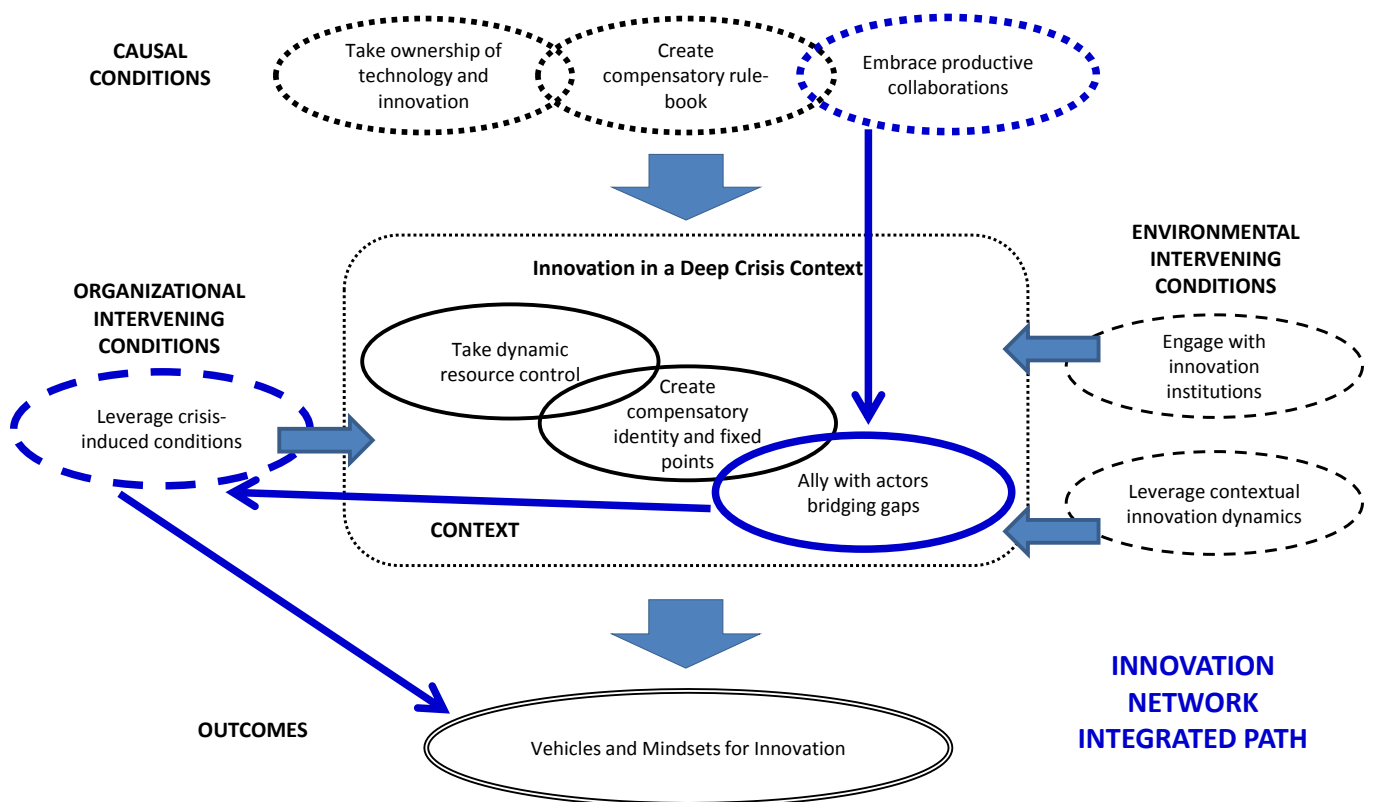 CAUSAL
CONDITIONS
Take ownership of
technology and
innovation
Create
compensatory rule-
book
Embrace productive
collaborations
Innovation in a Deep Crisis Context
ENVIRONMENTAL
INTERVENING
CONDITIONS
ORGANIZATIONAL
INTERVENING
CONDITIONS
Take dynamic
resource control
Create
compensatory
identity and fixed
points
Engage with
innovation
institutions
Leverage crisis-
induced conditions
Ally with actors
bridging gaps
Leverage contextual
innovation dynamics
CONTEXT
OUTCOMES
Vehicles and Mindsets for Innovation
INNOVATION
NETWORK
INTEGRATED PATH